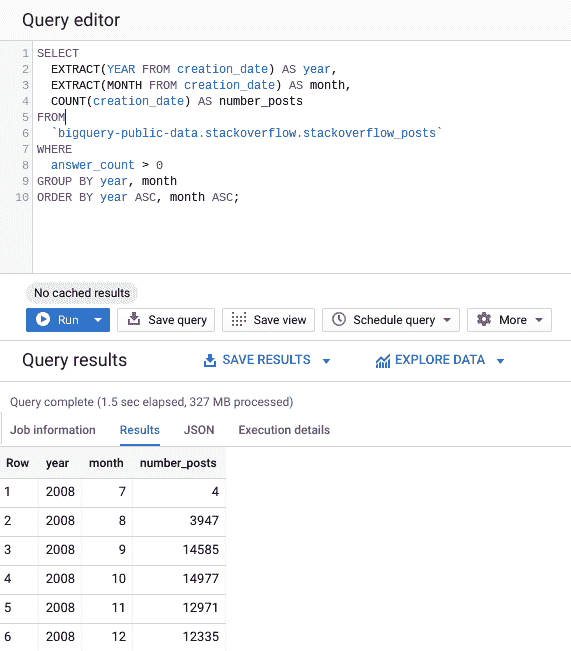 Query editor
1 SELECT
2 EXTRACT(YEAR FROM creation_date) AS year,
3 EXTRACT(MONTH FROM creation_date) AS month,
4 COUNT(creation_date) AS number_posts
5 FROM
6 `bigquery-public-data.stackoverflow.stackoverflow_posts`
7 WHERE
8 answer_count > 0
9 GROUP BY year, month
10 ORDER BY year ASC, month ASC;
No cached results
Run Save query Save view Schedule query More
Query results SAVE RESULTS EXPLORE DATA
Query complete (1.5 sec elapsed, 327 MB processed)
Job information Results JSON Execution details
Row year month number_posts
1 2008 7 4
2 2008 8 3947
3 2008 9 14585
4 2008 10 14977
5 2008 11 12971
6 2008 12 12335